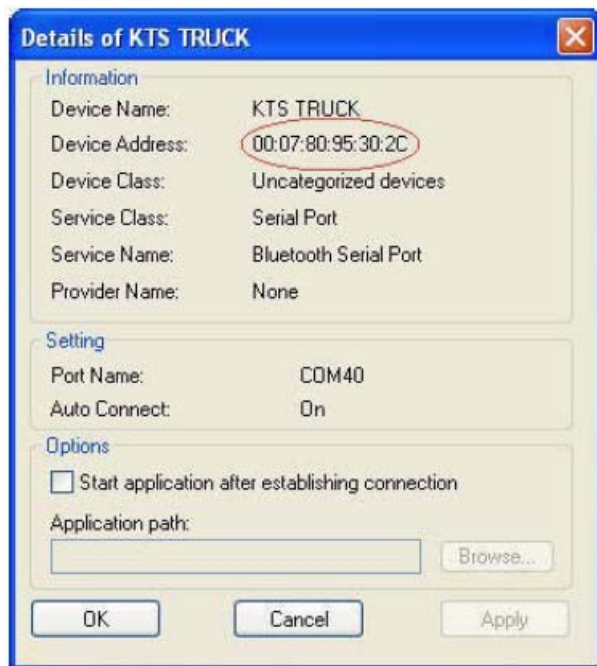 Details of KTS TRUCK
Information
Device Name: KTS TRUCK
Device Address: 00:07:80:95:30:2C
Device Class: Uncategorized devices
Service Class: Serial Port
Service Name: Bluetooth Serial Port
Provider Name: None
Setting
Port Name: COM40
Auto Connect: On
Options
Start application after establishing connection
Application path:
Browse...
OK Cancel Apply